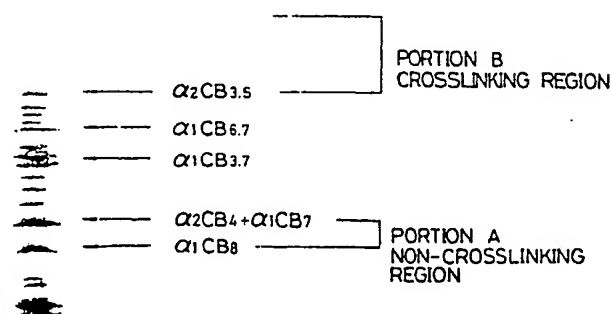 PORTION B
CROSSLINKING REGION
α2CB3.5
α1CB6.7
α1CB3.7
α2CB4+α1CB7
α1CB8
PORTION A
NON-CROSSLINKING
REGION